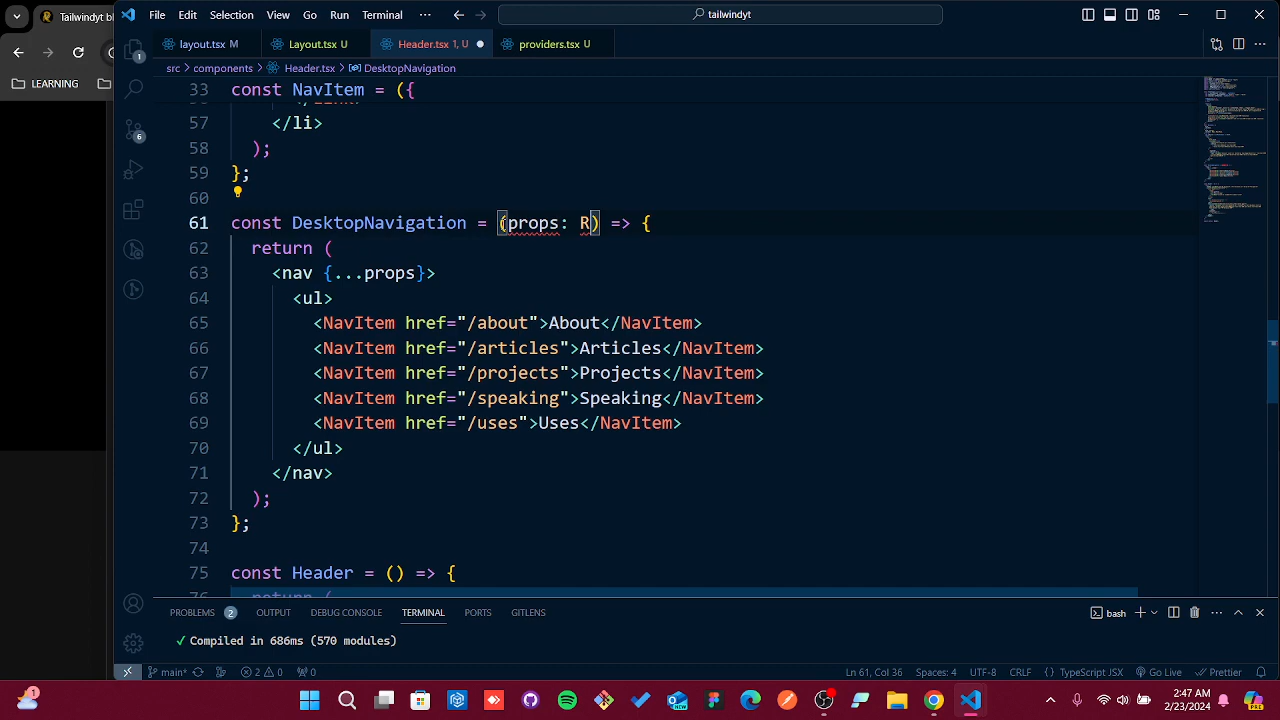 File Edit Selection View Go Run Terminal ··· tailwindyt
Tailwindyt b
LEARNING
layout.tsx M Layout.tsx U Header.tsx 1, U providers.tsx U
src > components > Header.tsx > DesktopNavigation
33 const NavItem = ({
57 </li>
58 );
59 };
60
61 const DesktopNavigation = (props: R) => {
62 return (
63 <nav {...props}>
64 <ul>
65 <NavItem href="/about">About</NavItem>
66 <NavItem href="/articles">Articles</NavItem>
67 <NavItem href="/projects">Projects</NavItem>
68 <NavItem href="/speaking">Speaking</NavItem>
69 <NavItem href="/uses">Uses</NavItem>
70 </ul>
71 </nav>
72 );
73 };
74
75 const Header = () => {
76 return (
PROBLEMS 2 OUTPUT DEBUG CONSOLE TERMINAL PORTS GITLENS bash
✓ Compiled in 686ms (570 modules)
main* 2 0 0 Ln 61, Col 36 Spaces: 4 UTF-8 CRLF {} TypeScript JSX Go Live Prettier
2:47 AM
2/23/2024